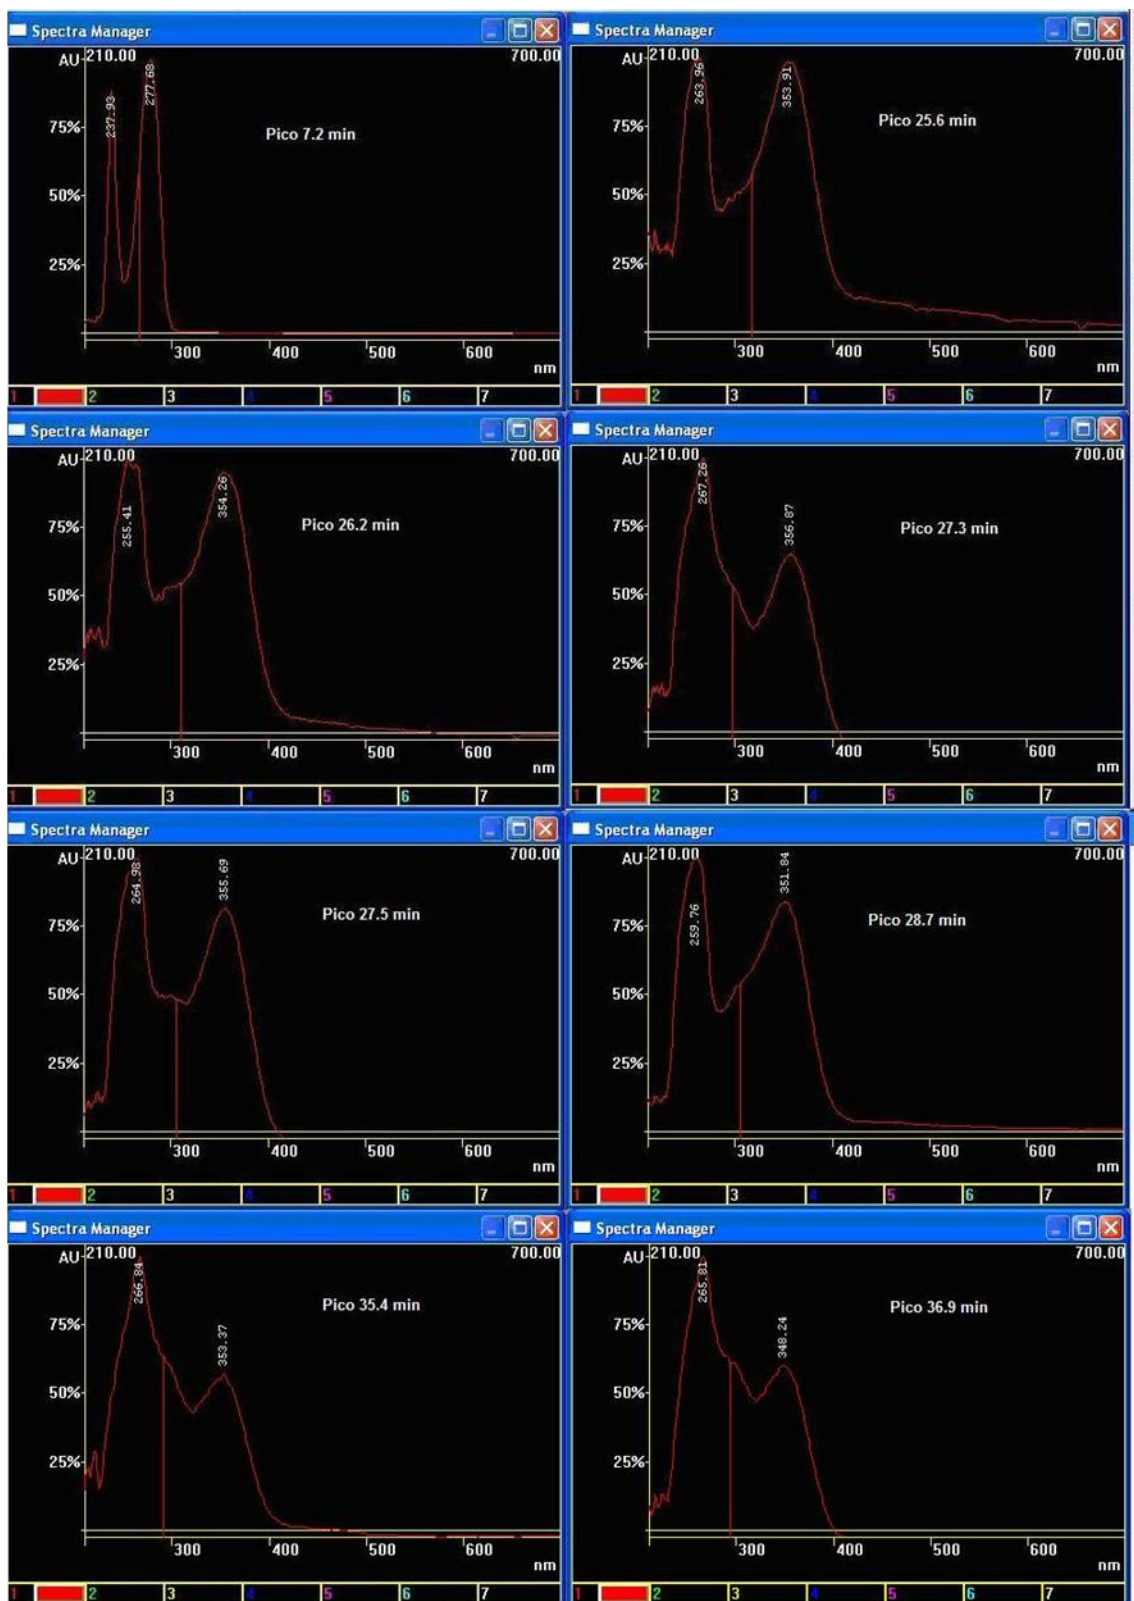 Spectra Manager
AU 210.00 700.00
237.93
277.68
75%
Pico 7.2 min
50%
25%
300 400 500 600
nm
1 2 3 4 5 6 7
Spectra Manager
AU 210.00 700.00
263.96
353.91
75%
Pico 25.6 min
50%
25%
300 400 500 600
nm
1 2 3 4 5 6 7
Spectra Manager
AU 210.00 700.00
255.41
354.26
75%
Pico 26.2 min
50%
25%
300 400 500 600
nm
1 2 3 4 5 6 7
Spectra Manager
AU 210.00 700.00
267.26
356.87
75%
Pico 27.3 min
50%
25%
300 400 500 600
nm
1 2 3 4 5 6 7
Spectra Manager
AU 210.00 700.00
264.98
355.69
75%
Pico 27.5 min
50%
25%
300 400 500 600
nm
1 2 3 4 5 6 7
Spectra Manager
AU 210.00 700.00
259.76
351.84
75%
Pico 28.7 min
50%
25%
300 400 500 600
nm
1 2 3 4 5 6 7
Spectra Manager
AU 210.00 700.00
266.84
353.37
75%
Pico 35.4 min
50%
25%
300 400 500 600
nm
1 2 3 4 5 6 7
Spectra Manager
AU 210.00 700.00
265.81
348.24
75%
Pico 36.9 min
50%
25%
300 400 500 600
nm
1 2 3 4 5 6 7